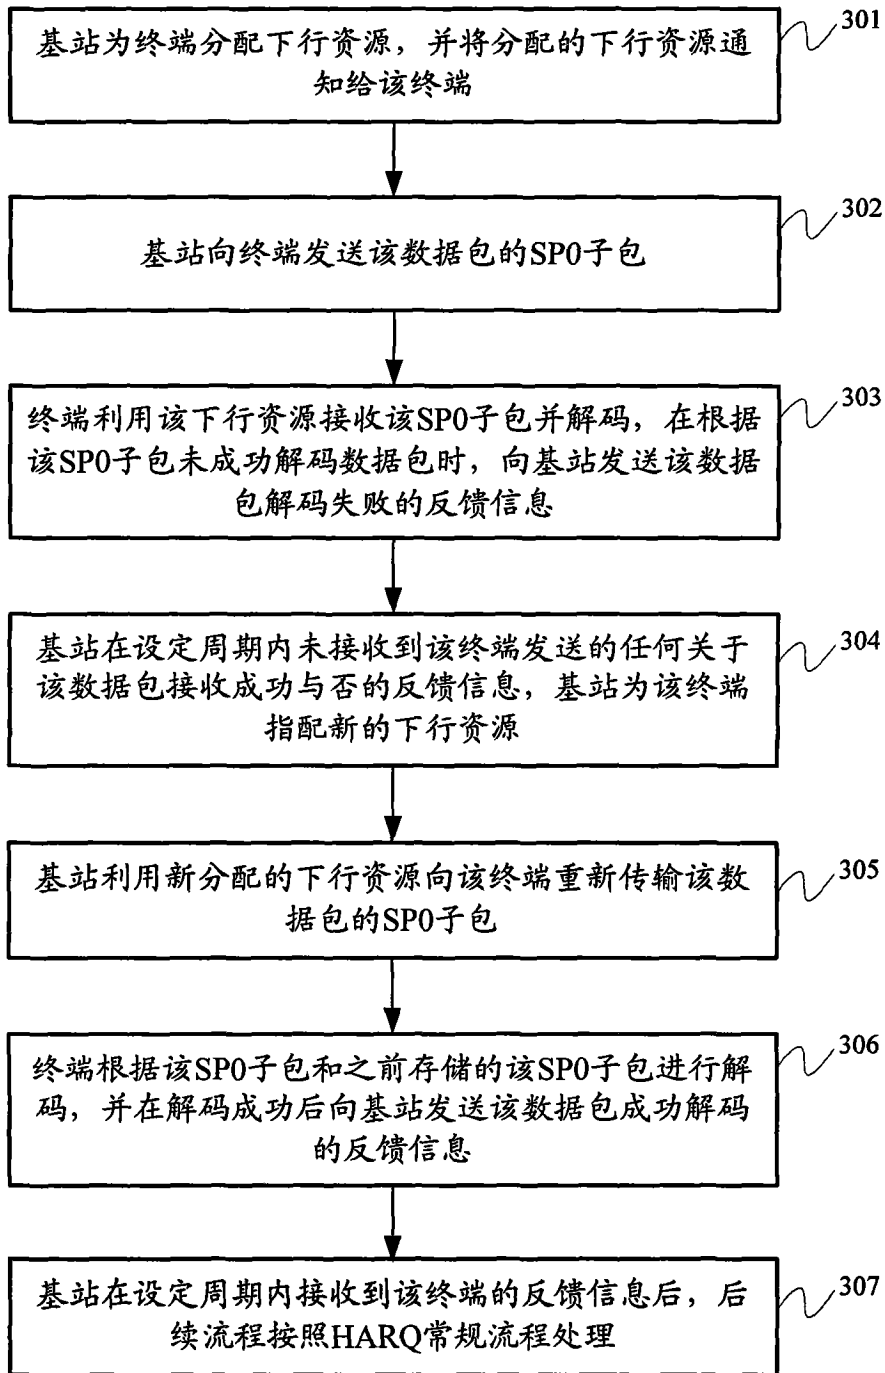 基站为终端分配下行资源，并将分配的下行资源通
知给该终端
301
基站向终端发送该数据包的SP0子包
302
终端利用该下行资源接收该SP0子包并解码，在根据
该SP0子包未成功解码数据包时，向基站发送该数据
包解码失败的反馈信息
303
基站在设定周期内未接收到该终端发送的任何关于
该数据包接收成功与否的反馈信息，基站为该终端
指配新的下行资源
304
基站利用新分配的下行资源向该终端重新传输该数
据包的SP0子包
305
终端根据该SP0子包和之前存储的该SP0子包进行解
码，并在解码成功后向基站发送该数据包成功解码
的反馈信息
306
基站在设定周期内接收到该终端的反馈信息后，后
续流程按照HARQ常规流程处理
307